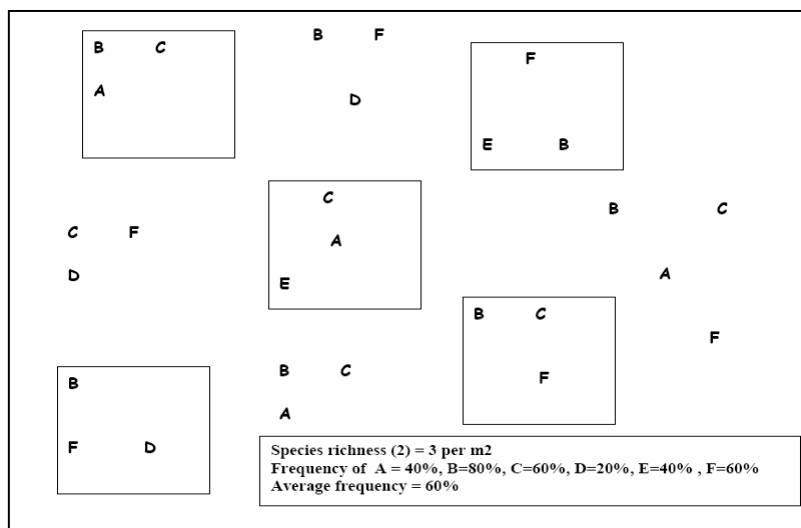 B C
A
B F
D
F
E B
C F
D
C
A
E
B C
A
F
B C
F
B
F D
B C
A
Species richness (2) = 3 per m2
Frequency of A = 40%, B=80%, C=60%, D=20%, E=40% , F=60%
Average frequency = 60%